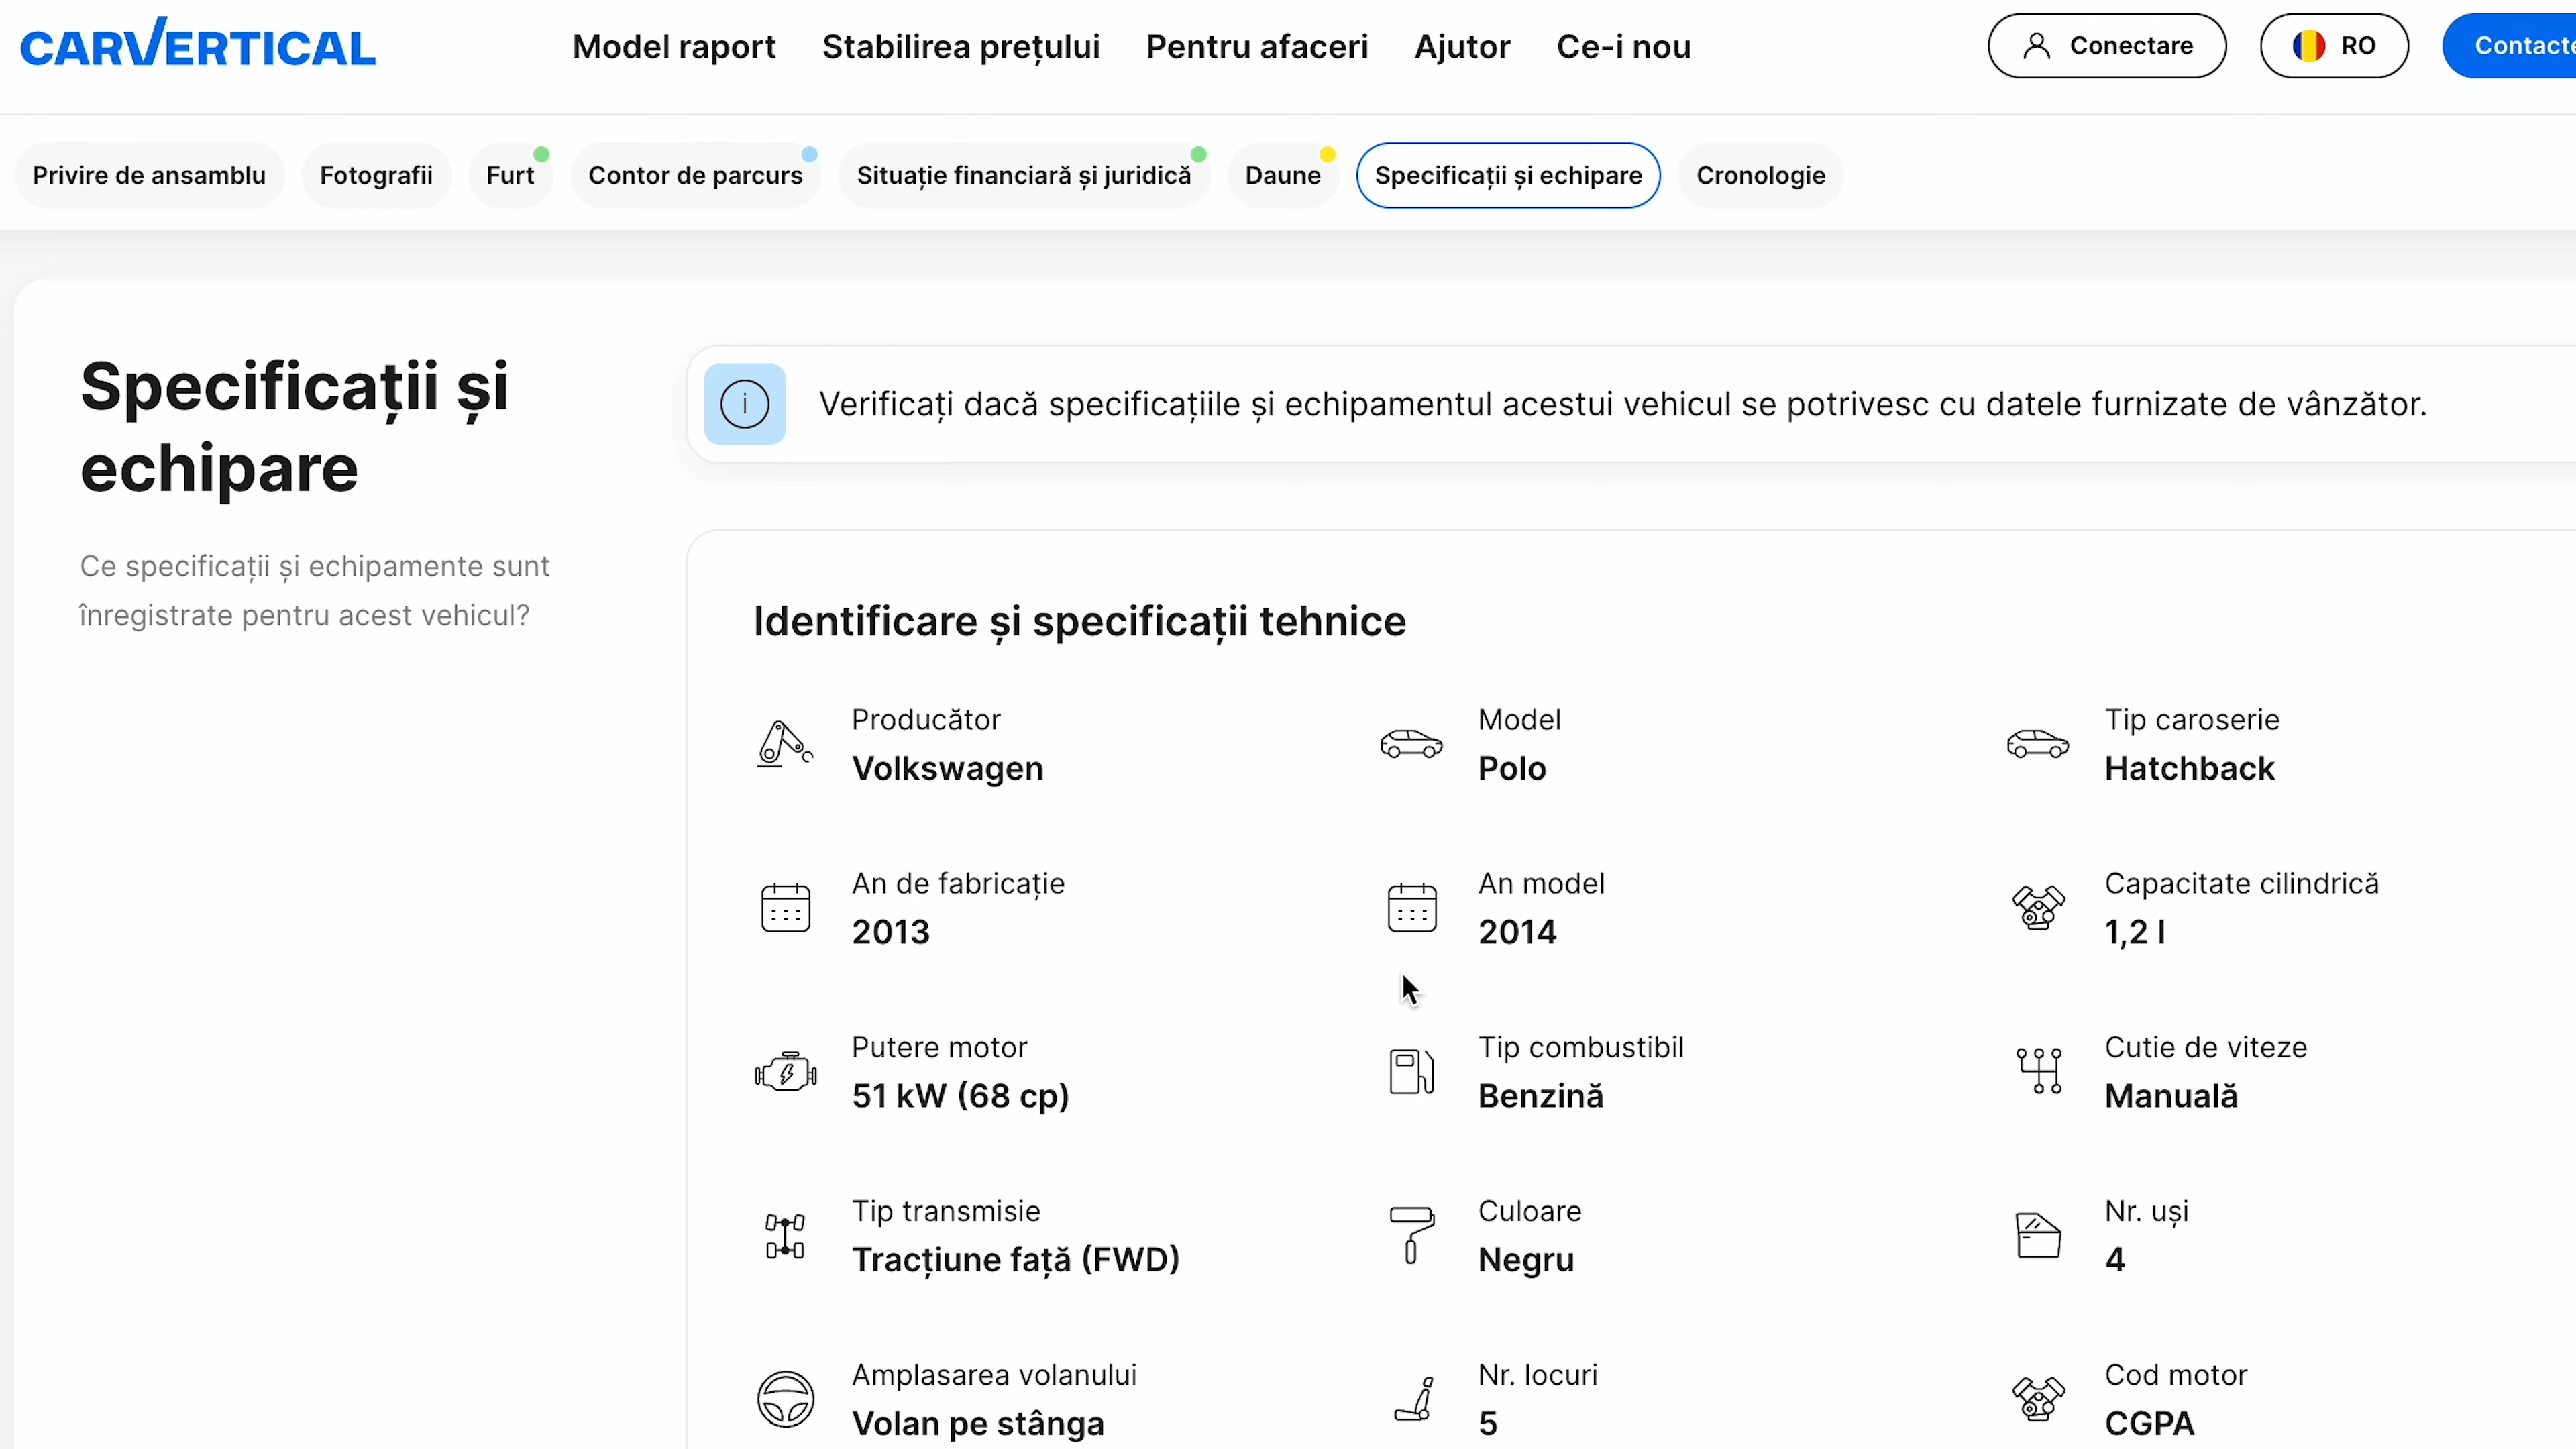 CARVERTICAL
Model raport
Stabilirea prețului
Pentru afaceri
Ajutor
Ce-i nou
Conectare
RO
Privire de ansamblu
Fotografii
Furt
Contor de parcurs
Situație financiară și juridică
Daune
Specificații și echipare
Cronologie
Specificații și
echipare
Ce specificații și echipamente sunt
înregistrate pentru acest vehicul?
Verificați dacă specificațiile și echipamentul acestui vehicul se potrivesc cu datele furnizate de vânzător.
Identificare și specificații tehnice
Producător
Volkswagen
Model
Polo
Tip caroserie
Hatchback
An de fabricație
2013
An model
2014
Capacitate cilindrică
1,2 l
Putere motor
51 kW (68 cp)
Tip combustibil
Benzină
Cutie de viteze
Manuală
Tip transmisie
Tracțiune față (FWD)
Culoare
Negru
Nr. uși
4
Amplasarea volanului
Volan pe stânga
Nr. locuri
5
Cod motor
CGPA